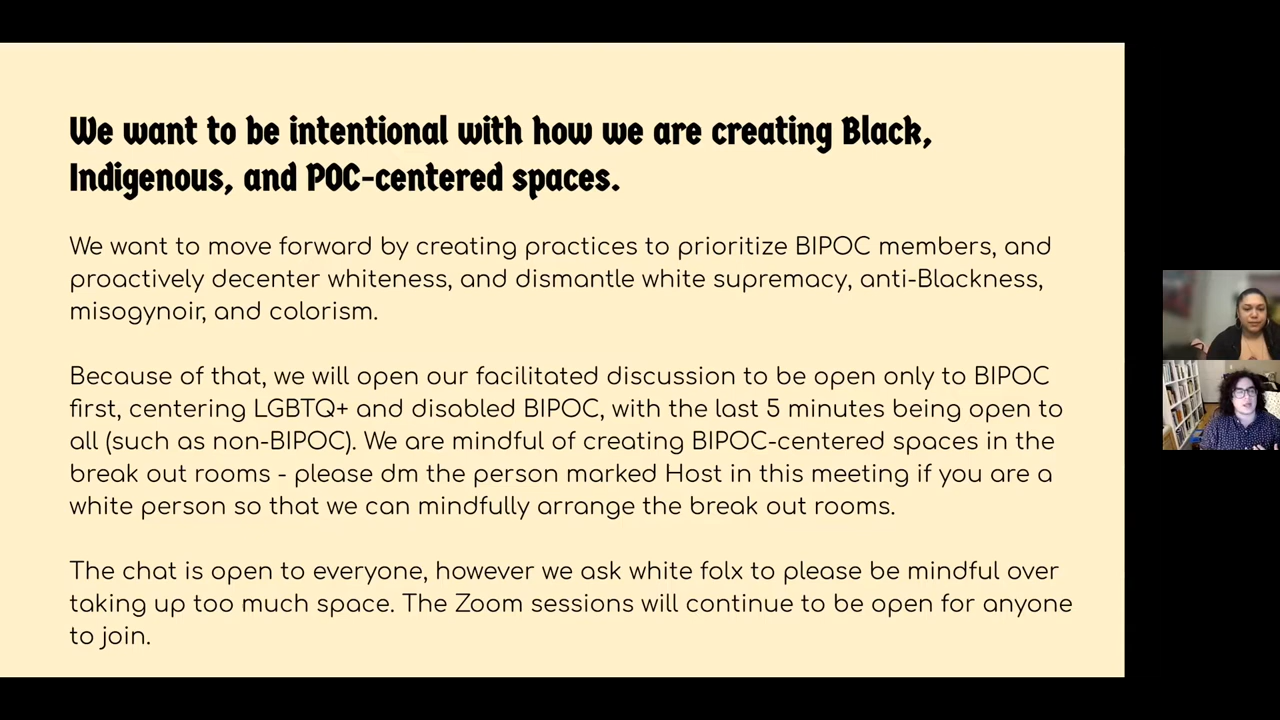 We want to be intentional with how we are creating Black,
Indigenous, and POC-centered spaces.
We want to move forward by creating practices to prioritize BIPOC members, and
proactively decenter whiteness, and dismantle white supremacy, anti-Blackness,
misogynoir, and colorism.
Because of that, we will open our facilitated discussion to be open only to BIPOC
first, centering LGBTQ+ and disabled BIPOC, with the last 5 minutes being open to
all (such as non-BIPOC). We are mindful of creating BIPOC-centered spaces in the
break out rooms - please dm the person marked Host in this meeting if you are a
white person so that we can mindfully arrange the break out rooms.
The chat is open to everyone, however we ask white folx to please be mindful over
taking up too much space. The Zoom sessions will continue to be open for anyone
to join.